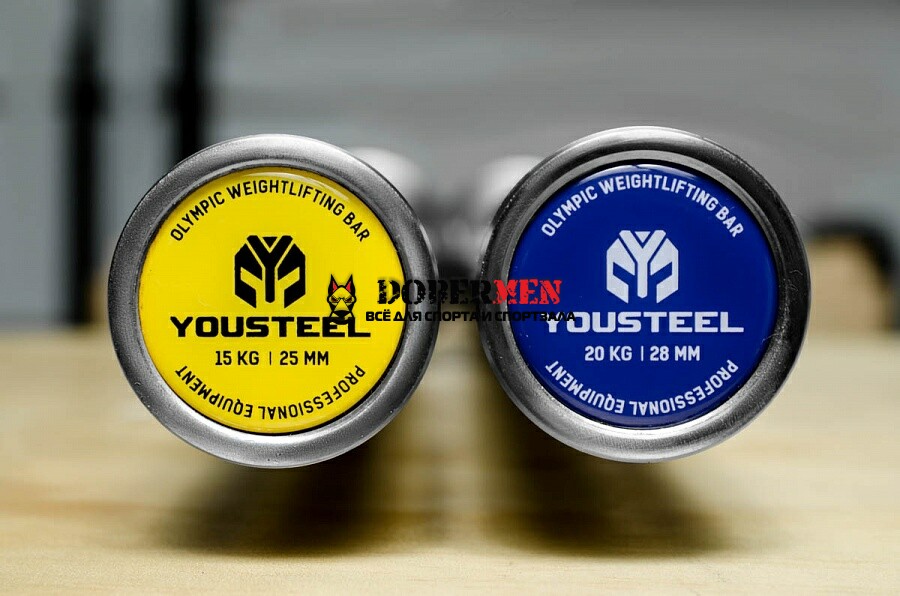 OLYMPIC WEIGHTLIFTING BAR
YOUSTEEL
15 KG | 25 MM
PROFESSIONAL EQUIPMENT
DOBERMEN
ВСЁ ДЛЯ СПОРТА И СПОРТЗАЛА
OLYMPIC WEIGHTLIFTING BAR
YOUSTEEL
20 KG | 28 MM
PROFESSIONAL EQUIPMENT